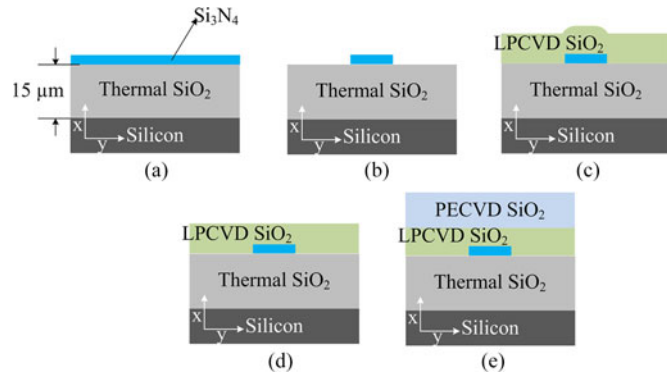 Si₃N₄
15 μm
Thermal SiO₂
x
y
Silicon
(a)
Thermal SiO₂
x
y
Silicon
(b)
LPCVD SiO₂
Thermal SiO₂
x
y
Silicon
(c)
LPCVD SiO₂
Thermal SiO₂
x
y
Silicon
(d)
PECVD SiO₂
LPCVD SiO₂
Thermal SiO₂
x
y
Silicon
(e)